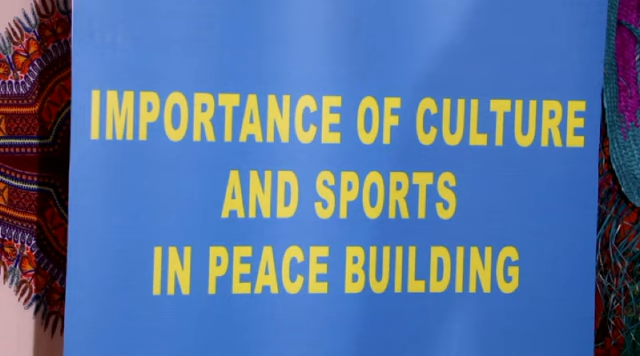 IMPORTANCE OF CULTURE
AND SPORTS
IN PEACE BUILDING